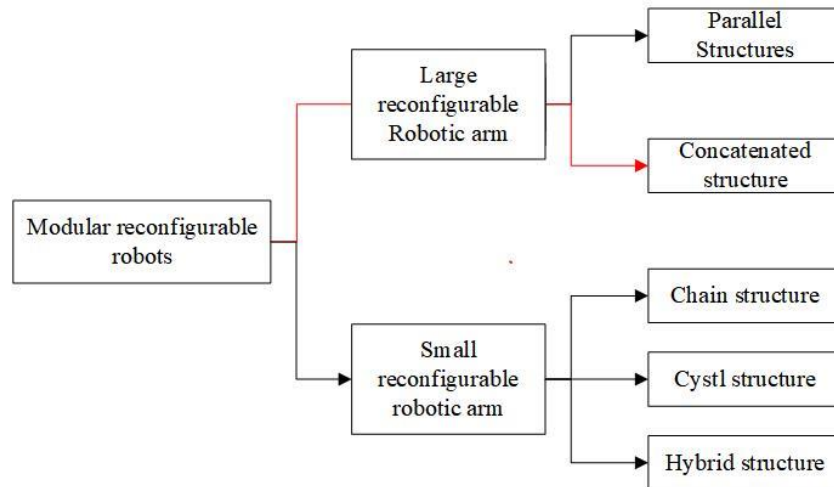 Parallel
Structures
Large
reconfigurable
Robotic arm
Concatenated
structure
Modular reconfigurable
robots
Chain structure
Small
reconfigurable
robotic arm
Cystl structure
Hybrid structure